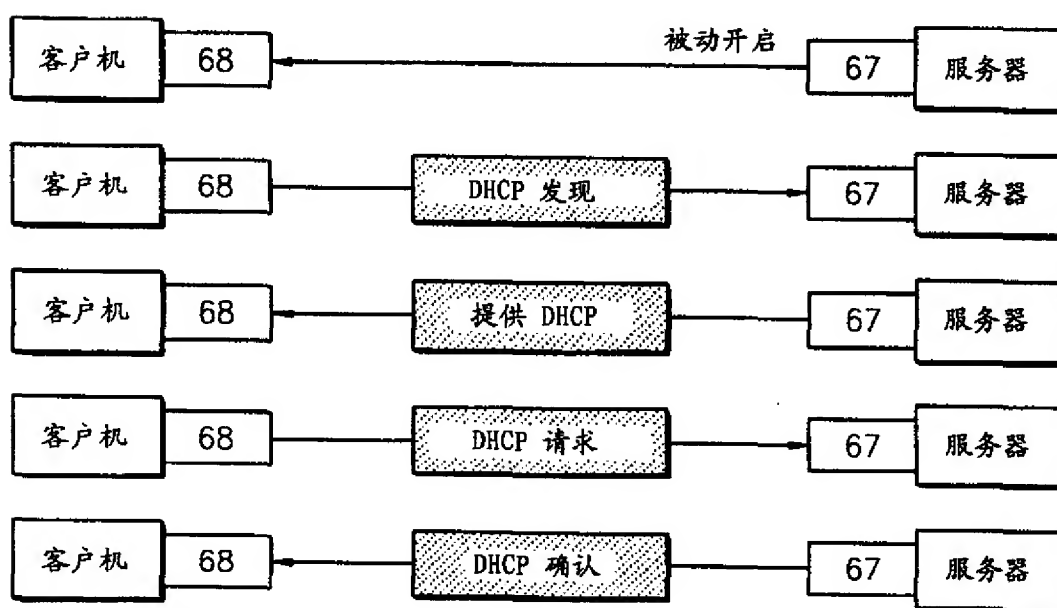 客户机 68 被动开启 67 服务器
客户机 68 DHCP 发现 67 服务器
客户机 68 提供 DHCP 67 服务器
客户机 68 DHCP 请求 67 服务器
客户机 68 DHCP 确认 67 服务器